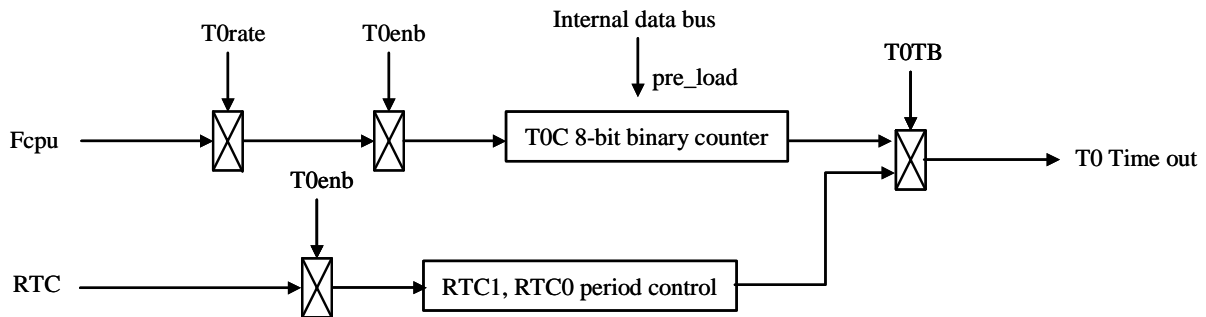 Internal data bus
T0rate
T0enb
T0TB
pre_load
Fcpu
T0C 8-bit binary counter
T0 Time out
T0enb
RTC
RTC1, RTC0 period control